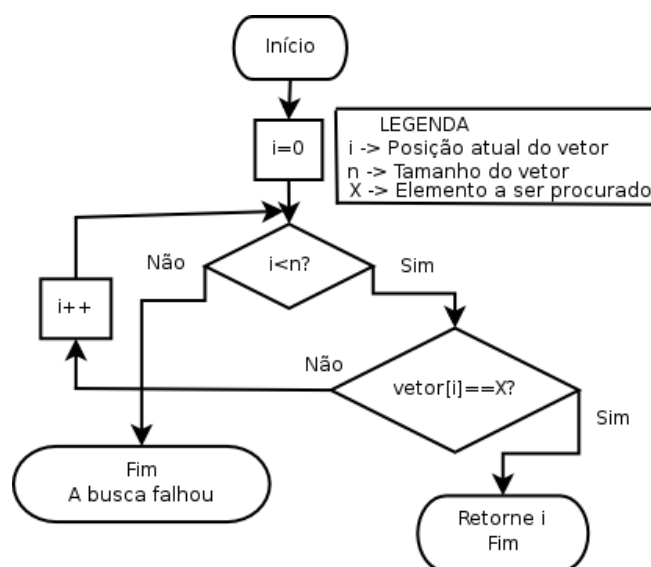 Início
i=0
LEGENDA
i -> Posição atual do vetor
n -> Tamanho do vetor
X -> Elemento a ser procurado
Não
i<n?
Sim
i++
Não
vetor[i]==X?
Sim
Fim
A busca falhou
Retorne i
Fim